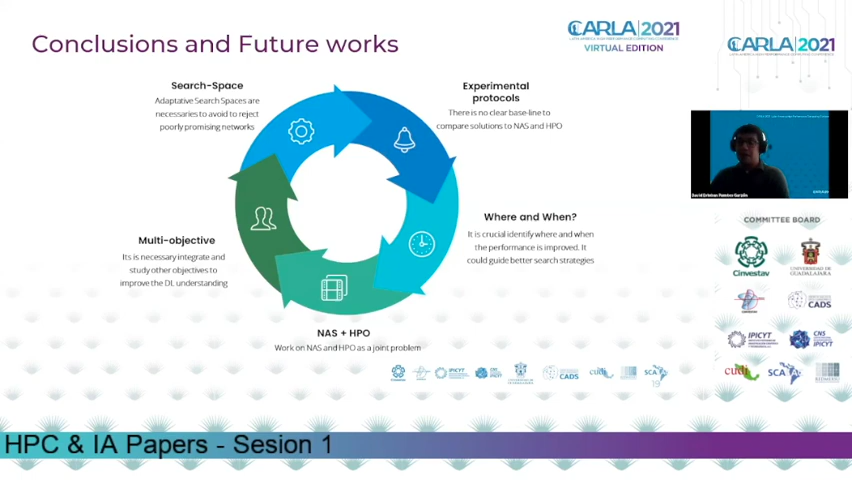 Conclusions and Future works
CARLA 2021
VIRTUAL EDITION
CARLA 2021
Search-Space
Adaptative Search Spaces are
necessaries to avoid to reject
poorly promising networks
Experimental
protocols
There is no clear base-line to
compare solutions to NAS and HPO
Where and When?
It is crucial identify where and when
the performance is improved. It
could guide better search strategies
Multi-objective
Its is necessary integrate and
study other objectives to
improve the DL understanding
NAS + HPO
Work on NAS and HPO as a joint problem
COMMITTEE BOARD
Cinvestav
UNIVERSIDAD DE
GUADALAJARA
CADS
IPICYT
CNS
IPICYT
cudi
SCA
IPICYT
CADS
cudi
SCA
HPC & IA Papers - Sesion 1